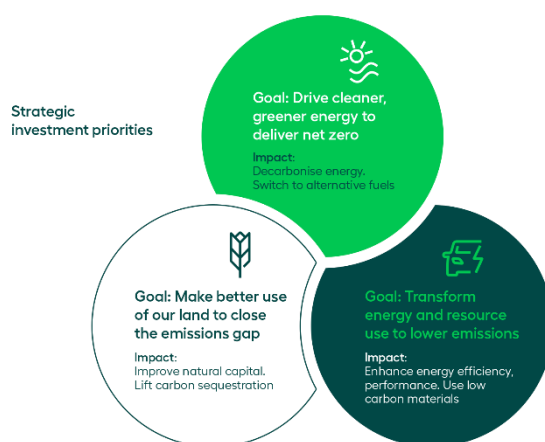 Strategic
investment priorities
Goal: Drive cleaner,
greener energy to
deliver net zero
Impact:
Decarbonise energy.
Switch to alternative fuels
Goal: Make better use
of our land to close
the emissions gap
Impact:
Improve natural capital.
Lift carbon sequestration
Goal: Transform
energy and resource
use to lower emissions
Impact:
Enhance energy efficiency,
performance. Use low
carbon materials